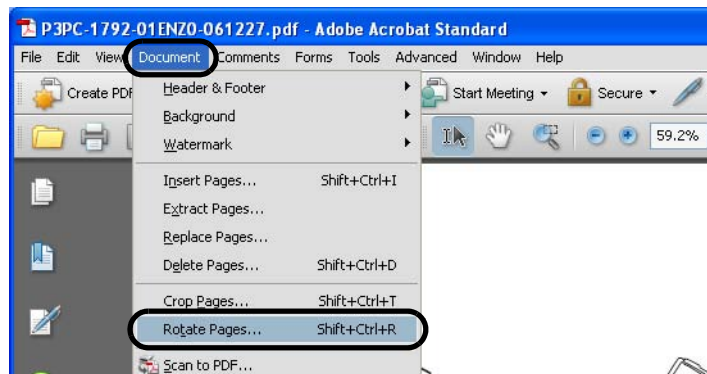 P3PC-1792-01ENZ0-061227.pdf - Adobe Acrobat Standard
File Edit View Document Comments Forms Tools Advanced Window Help
Create PDF Start Meeting Secure
Header & Footer
Background
Watermark
59.2%
Insert Pages... Shift+Ctrl+I
Extract Pages...
Replace Pages...
Delete Pages... Shift+Ctrl+D
Crop Pages... Shift+Ctrl+T
Rotate Pages... Shift+Ctrl+R
Scan to PDF...